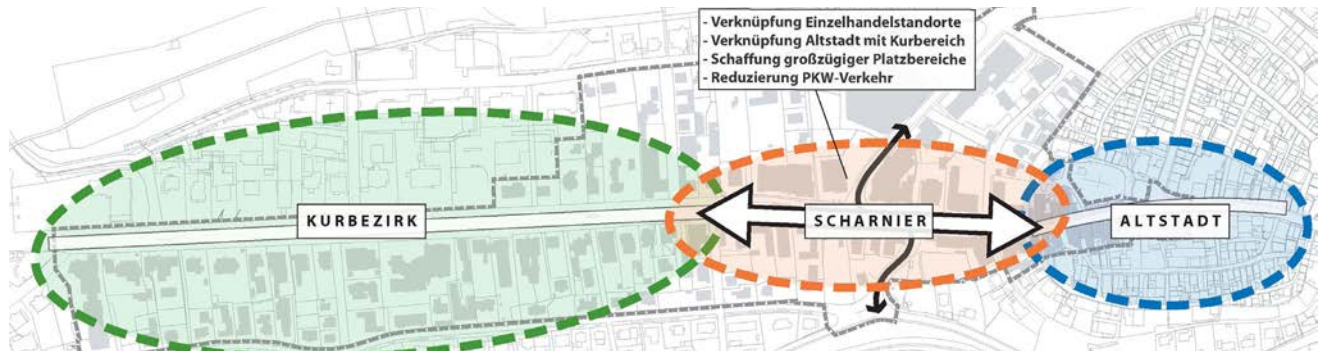 - Verknüpfung Einzelhandelstandorte
- Verknüpfung Altstadt mit Kurbereich
- Schaffung großzügiger Platzbereiche
- Reduzierung PKW-Verkehr
KURBEZIRK
SCHARNIER
ALTSTADT